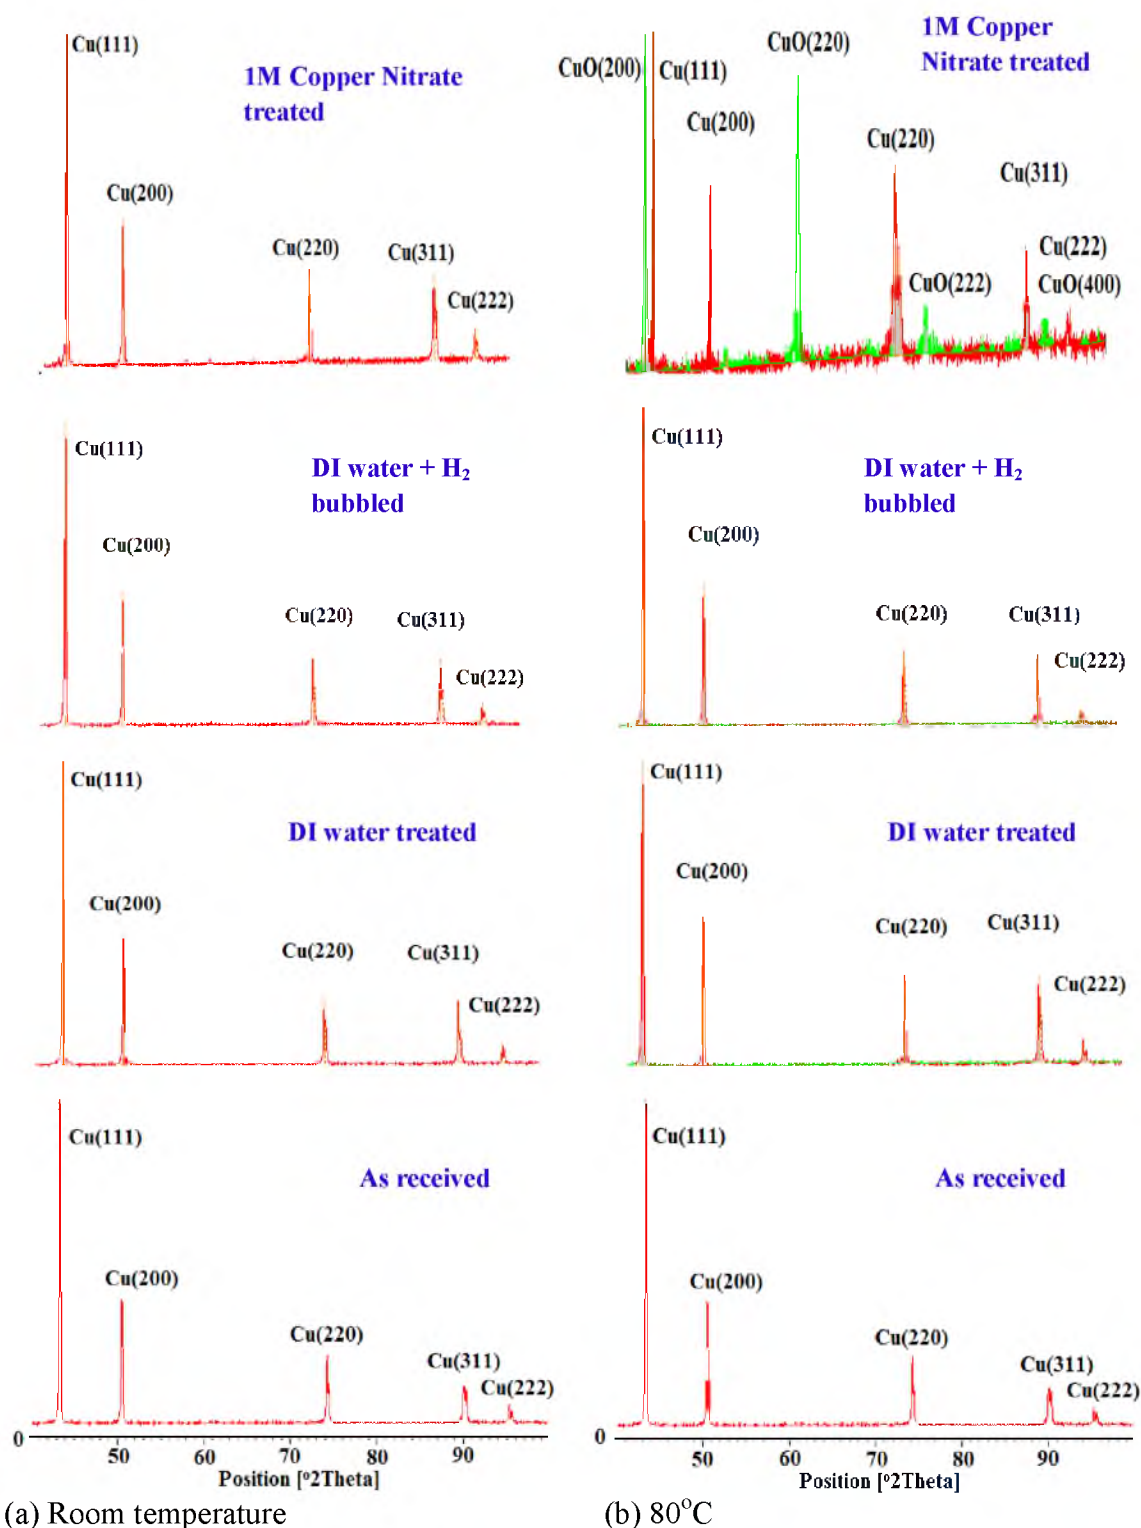 Cu(111)
1M Copper Nitrate
treated
Cu(200)
Cu(220)
Cu(311)
Cu(222)
Cu(111)
DI water + H₂
bubbled
Cu(200)
Cu(220)
Cu(311)
Cu(222)
Cu(111)
DI water treated
Cu(200)
Cu(220)
Cu(311)
Cu(222)
Cu(111)
As received
Cu(200)
Cu(220)
Cu(311)
Cu(222)
0
50 60 70 80 90
Position [°2Theta]
(a) Room temperature
1M Copper
Nitrate treated
CuO(220)
CuO(200)
Cu(111)
Cu(200)
Cu(220)
Cu(311)
Cu(222)
CuO(222)
CuO(400)
Cu(111)
DI water + H₂
bubbled
Cu(200)
Cu(220)
Cu(311)
Cu(222)
Cu(111)
DI water treated
Cu(200)
Cu(220)
Cu(311)
Cu(222)
Cu(111)
As received
Cu(200)
Cu(220)
Cu(311)
Cu(222)
0
50 60 70 80 90
Position [°2Theta]
(b) 80°C